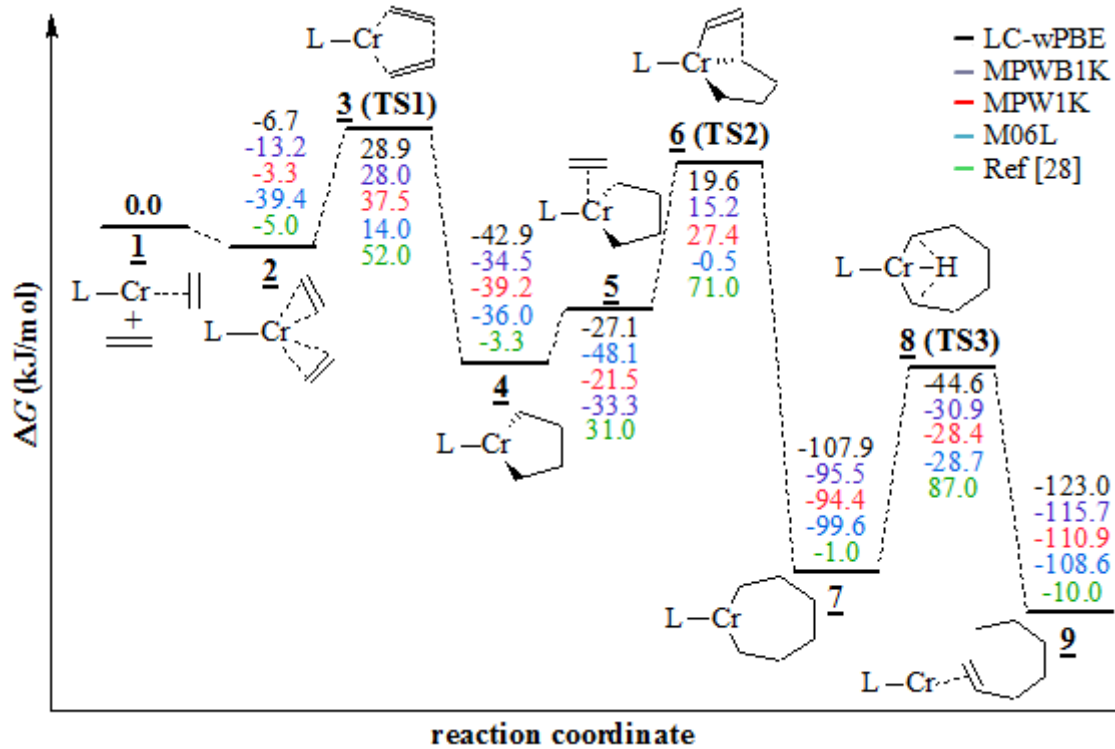 ΔG (kJ/mol)
reaction coordinate
LC-wPBE
MPWB1K
MPW1K
M06L
Ref [28]
0.0
1
L Cr
+
-6.7
-13.2
-3.3
-39.4
-5.0
2
L Cr
L Cr
3 (TS1)
28.9
28.0
37.5
14.0
52.0
-42.9
-34.5
-39.2
-36.0
-3.3
4
L Cr
L Cr
5
-27.1
-48.1
-21.5
-33.3
31.0
L Cr
6 (TS2)
19.6
15.2
27.4
-0.5
71.0
-107.9
-95.5
-94.4
-99.6
-1.0
7
L Cr
L Cr H
8 (TS3)
-44.6
-30.9
-28.4
-28.7
87.0
-123.0
-115.7
-110.9
-108.6
-10.0
9
L Cr